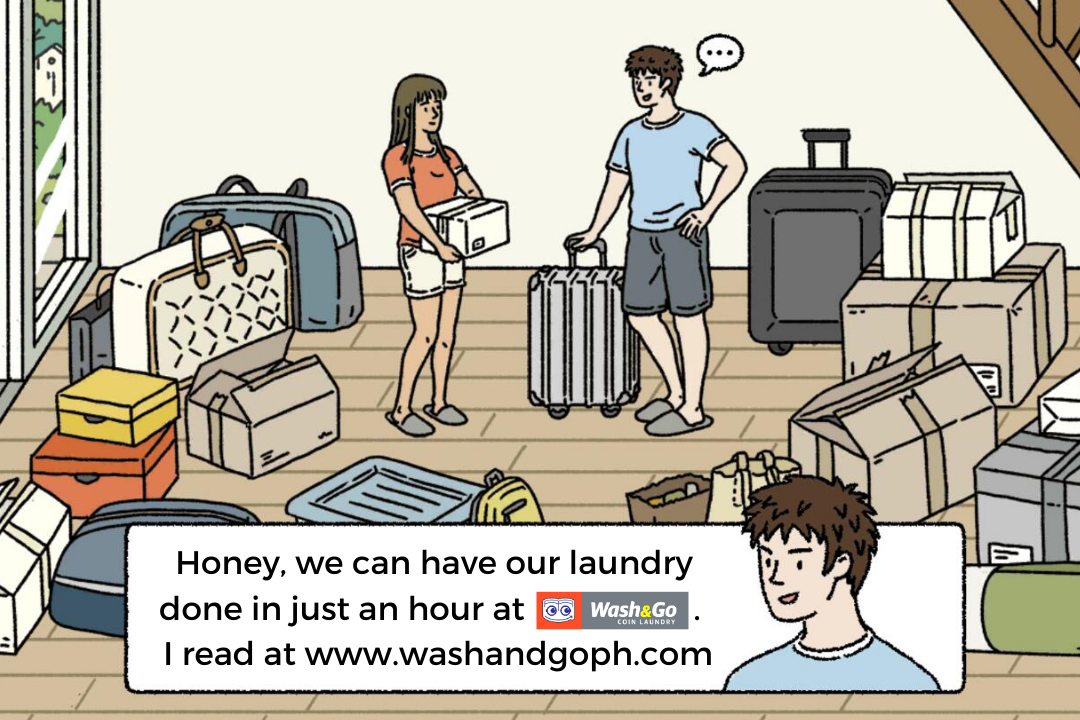 Honey, we can have our laundry
done in just an hour at Wash&Go .
COIN LAUNDRY
I read at www.washandgoph.com